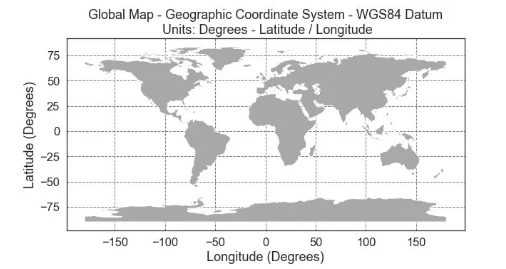 Global Map - Geographic Coordinate System - WGS84 Datum
Units: Degrees - Latitude / Longitude
75
50
25
0
−25
−50
−75
Latitude (Degrees)
−150 −100 −50 0 50 100 150
Longitude (Degrees)